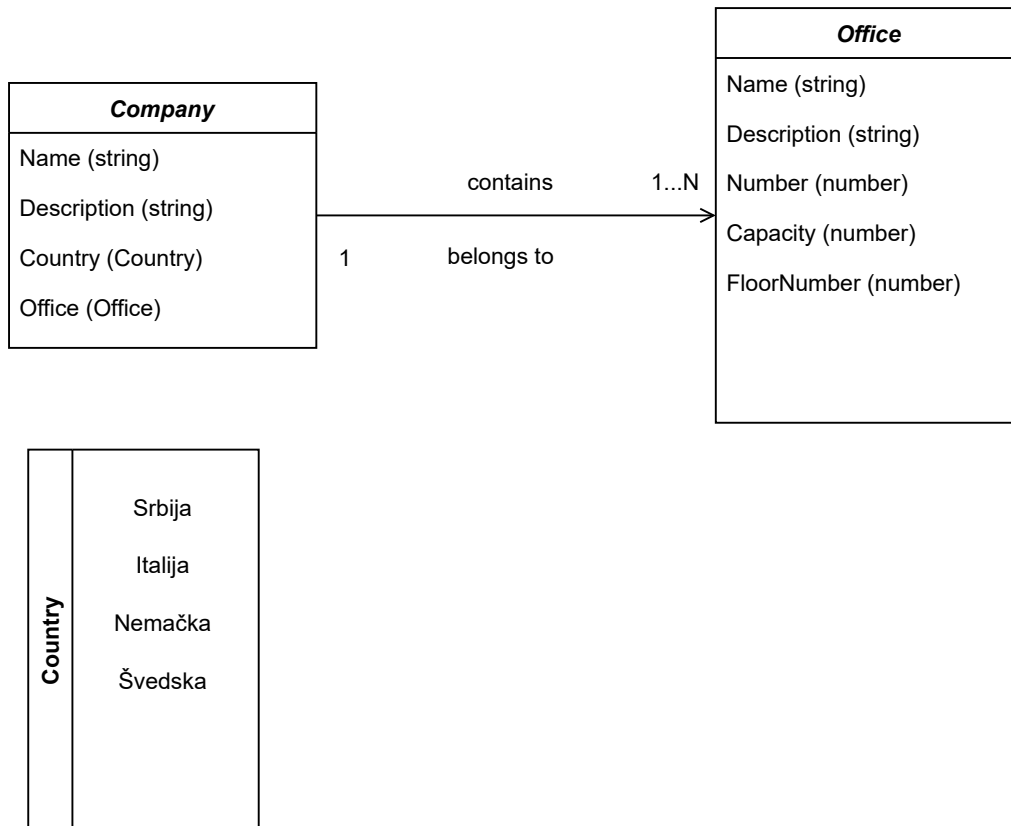 Company
Name (string)
Description (string)
Country (Country)
Office (Office)
contains
1...N
1
belongs to
Office
Name (string)
Description (string)
Number (number)
Capacity (number)
FloorNumber (number)
Country
Srbija
Italija
Nemačka
Švedska